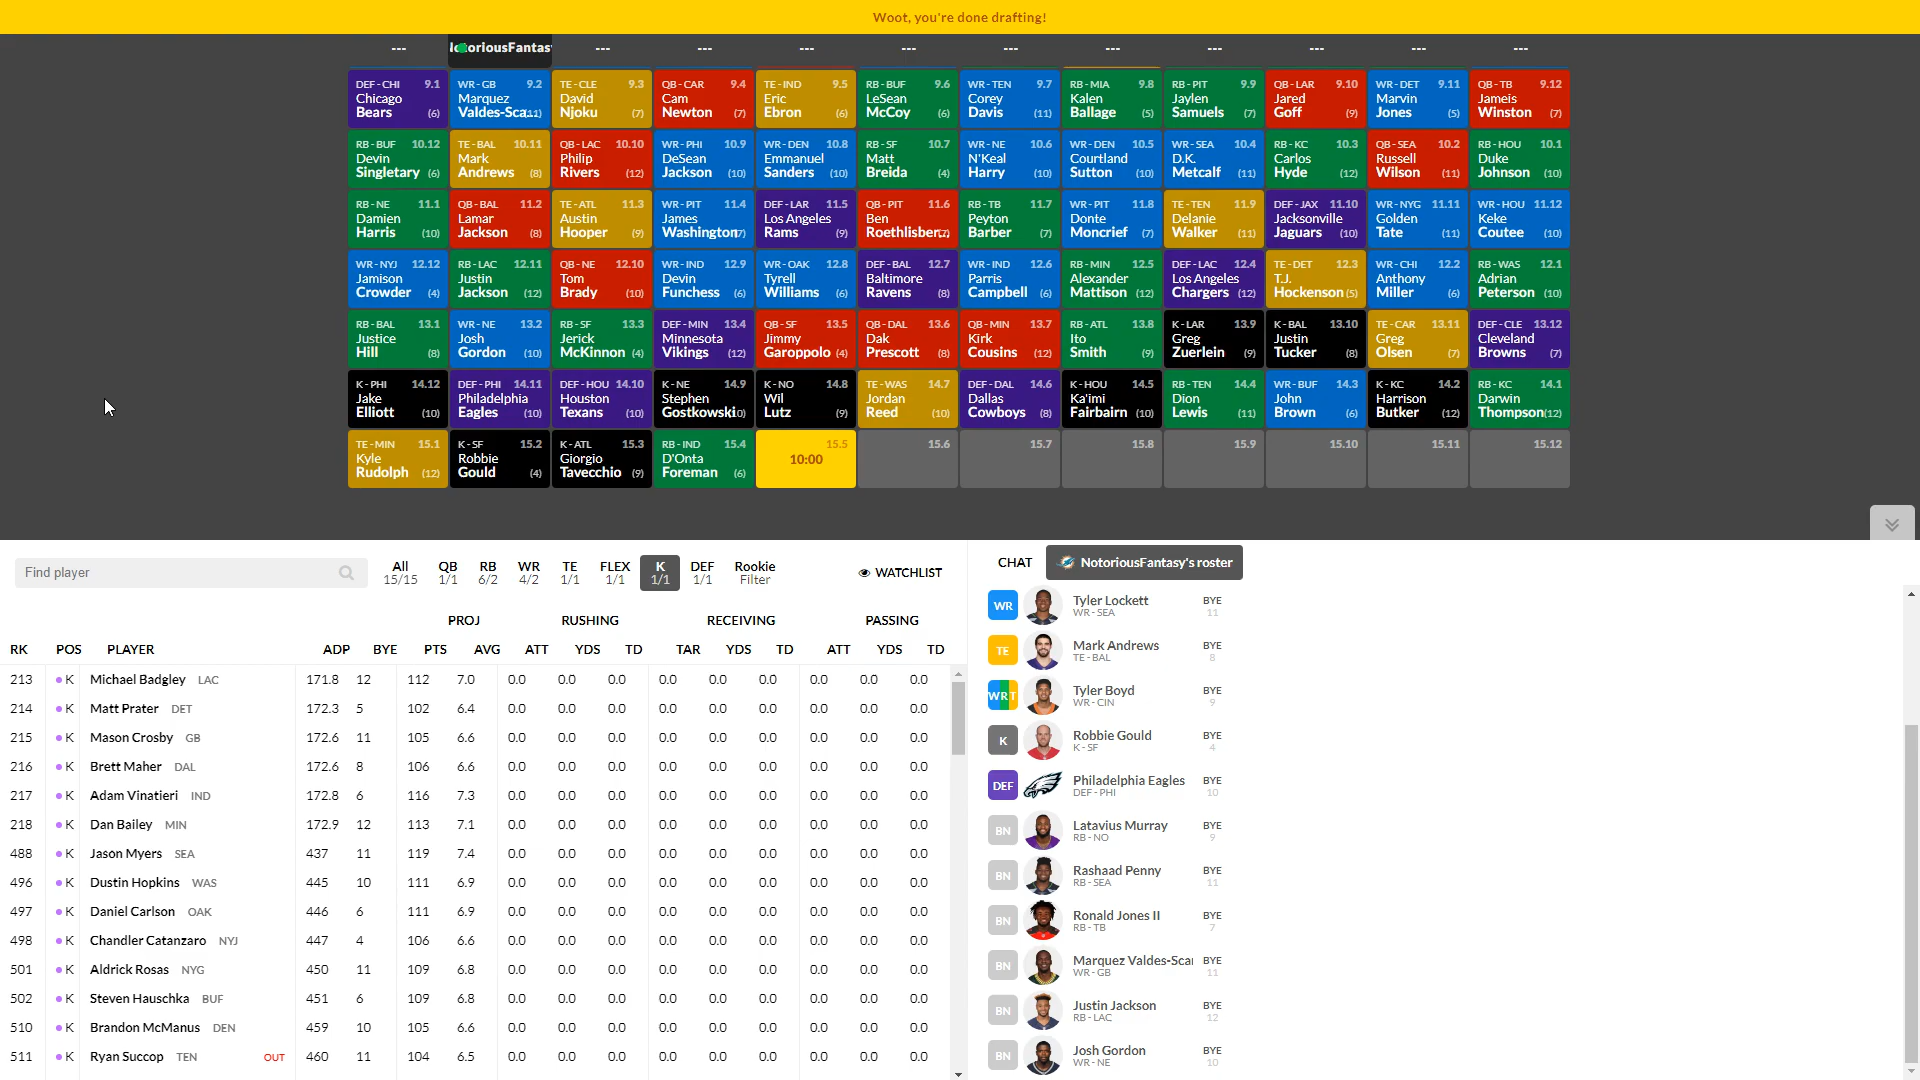 Woot, you're done drafting!
--- NotoriousFantasy --- --- --- --- --- --- --- --- --- ---
DEF - CHI 9.1 WR - GB 9.2 TE - CLE 9.3 QB - CAR 9.4 TE - IND 9.5 RB - BUF 9.6 WR - TEN 9.7 RB - MIA 9.8 RB - PIT 9.9 QB - LAR 9.10 WR - DET 9.11 QB - TB 9.12
Chicago Marquez David Cam Eric LeSean Corey Kalen Jaylen Jared Marvin Jameis
Bears (6) Valdes-Sca... (11) Njoku (7) Newton (7) Ebron (6) McCoy (6) Davis (11) Ballage (5) Samuels (7) Goff (9) Jones (5) Winston (7)
RB - BUF 10.12 TE - BAL 10.11 QB - LAC 10.10 WR - PHI 10.9 WR - DEN 10.8 RB - SF 10.7 WR - NE 10.6 WR - DEN 10.5 WR - SEA 10.4 RB - KC 10.3 QB - SEA 10.2 RB - HOU 10.1
Devin Mark Philip DeSean Emmanuel Matt N'Keal Courtland D.K. Carlos Russell Duke
Singletary (6) Andrews (8) Rivers (12) Jackson (10) Sanders (10) Breida (4) Harry (10) Sutton (10) Metcalf (11) Hyde (12) Wilson (11) Johnson (10)
RB - NE 11.1 QB - BAL 11.2 TE - ATL 11.3 WR - PIT 11.4 DEF - LAR 11.5 QB - PIT 11.6 RB - TB 11.7 WR - PIT 11.8 TE - TEN 11.9 DEF - JAX 11.10 WR - NYG 11.11 WR - HOU 11.12
Damien Lamar Austin James Los Angeles Ben Peyton Donte Delanie Jacksonville Golden Keke
Harris (10) Jackson (8) Hooper (9) Washington (7) Rams (9) Roethlisber... (7) Barber (7) Moncrief (7) Walker (11) Jaguars (10) Tate (11) Coutee (10)
WR - NYJ 12.12 RB - LAC 12.11 QB - NE 12.10 WR - IND 12.9 WR - OAK 12.8 DEF - BAL 12.7 WR - IND 12.6 RB - MIN 12.5 DEF - LAC 12.4 TE - DET 12.3 WR - CHI 12.2 RB - WAS 12.1
Jamison Justin Tom Devin Tyrell Baltimore Parris Alexander Los Angeles T.J. Anthony Adrian
Crowder (4) Jackson (12) Brady (10) Funchess (6) Williams (6) Ravens (8) Campbell (6) Mattison (12) Chargers (12) Hockenson (5) Miller (6) Peterson (10)
RB - BAL 13.1 WR - NE 13.2 RB - SF 13.3 DEF - MIN 13.4 QB - SF 13.5 QB - DAL 13.6 QB - MIN 13.7 RB - ATL 13.8 K - LAR 13.9 K - BAL 13.10 TE - CAR 13.11 DEF - CLE 13.12
Justice Josh Jerick Minnesota Jimmy Dak Kirk Ito Greg Justin Greg Cleveland
Hill (8) Gordon (10) McKinnon (4) Vikings (12) Garoppolo (4) Prescott (8) Cousins (12) Smith (9) Zuerlein (9) Tucker (8) Olsen (7) Browns (7)
K - PHI 14.12 DEF - PHI 14.11 DEF - HOU 14.10 K - NE 14.9 K - NO 14.8 TE - WAS 14.7 DEF - DAL 14.6 K - HOU 14.5 RB - TEN 14.4 WR - BUF 14.3 K - KC 14.2 RB - KC 14.1
Jake Philadelphia Houston Stephen Wil Jordan Dallas Ka'imi Dion John Harrison Darwin
Elliott (10) Eagles (10) Texans (10) Gostkowski Lutz (9) Reed (10) Cowboys (8) Fairbairn (10) Lewis (11) Brown (6) Butker (12) Thompson (12)
TE - MIN 15.1 K - SF 15.2 K - ATL 15.3 RB - IND 15.4 15.5 15.6 15.7 15.8 15.9 15.10 15.11 15.12
Kyle Robbie Giorgio D'Onta 10:00
Rudolph (12) Gould (4) Tavecchio (9) Foreman (6)
Find player All QB RB WR TE FLEX K DEF Rookie WATCHLIST CHAT NotoriousFantasy's roster
15/15 1/1 6/2 4/2 1/1 1/1 1/1 1/1 Filter
PROJ RUSHING RECEIVING PASSING
RK POS PLAYER ADP BYE PTS AVG ATT YDS TD TAR YDS TD ATT YDS TD
213 K Michael Badgley LAC 171.8 12 112 7.0 0.0 0.0 0.0 0.0 0.0 0.0 0.0 0.0 0.0
214 K Matt Prater DET 172.3 5 102 6.4 0.0 0.0 0.0 0.0 0.0 0.0 0.0 0.0 0.0
215 K Mason Crosby GB 172.6 11 105 6.6 0.0 0.0 0.0 0.0 0.0 0.0 0.0 0.0 0.0
216 K Brett Maher DAL 172.6 8 106 6.6 0.0 0.0 0.0 0.0 0.0 0.0 0.0 0.0 0.0
217 K Adam Vinatieri IND 172.8 6 116 7.3 0.0 0.0 0.0 0.0 0.0 0.0 0.0 0.0 0.0
218 K Dan Bailey MIN 172.9 12 113 7.1 0.0 0.0 0.0 0.0 0.0 0.0 0.0 0.0 0.0
488 K Jason Myers SEA 437 11 119 7.4 0.0 0.0 0.0 0.0 0.0 0.0 0.0 0.0 0.0
496 K Dustin Hopkins WAS 445 10 111 6.9 0.0 0.0 0.0 0.0 0.0 0.0 0.0 0.0 0.0
497 K Daniel Carlson OAK 446 6 111 6.9 0.0 0.0 0.0 0.0 0.0 0.0 0.0 0.0 0.0
498 K Chandler Catanzaro NYJ 447 4 106 6.6 0.0 0.0 0.0 0.0 0.0 0.0 0.0 0.0 0.0
501 K Aldrick Rosas NYG 450 11 109 6.8 0.0 0.0 0.0 0.0 0.0 0.0 0.0 0.0 0.0
502 K Steven Hauschka BUF 451 6 109 6.8 0.0 0.0 0.0 0.0 0.0 0.0 0.0 0.0 0.0
510 K Brandon McManus DEN 459 10 105 6.6 0.0 0.0 0.0 0.0 0.0 0.0 0.0 0.0 0.0
511 K Ryan Succop TEN OUT 460 11 104 6.5 0.0 0.0 0.0 0.0 0.0 0.0 0.0 0.0 0.0
WR Tyler Lockett BYE
WR - SEA 11
TE Mark Andrews BYE
TE - BAL 8
WRT Tyler Boyd BYE
WR - CIN 9
K Robbie Gould BYE
K - SF 4
DEF Philadelphia Eagles BYE
DEF - PHI 10
BN Latavius Murray BYE
RB - NO 9
BN Rashaad Penny BYE
RB - SEA 11
BN Ronald Jones II BYE
RB - TB 7
BN Marquez Valdes-Scan BYE
WR - GB 11
BN Justin Jackson BYE
RB - LAC 12
BN Josh Gordon BYE
WR - NE 10